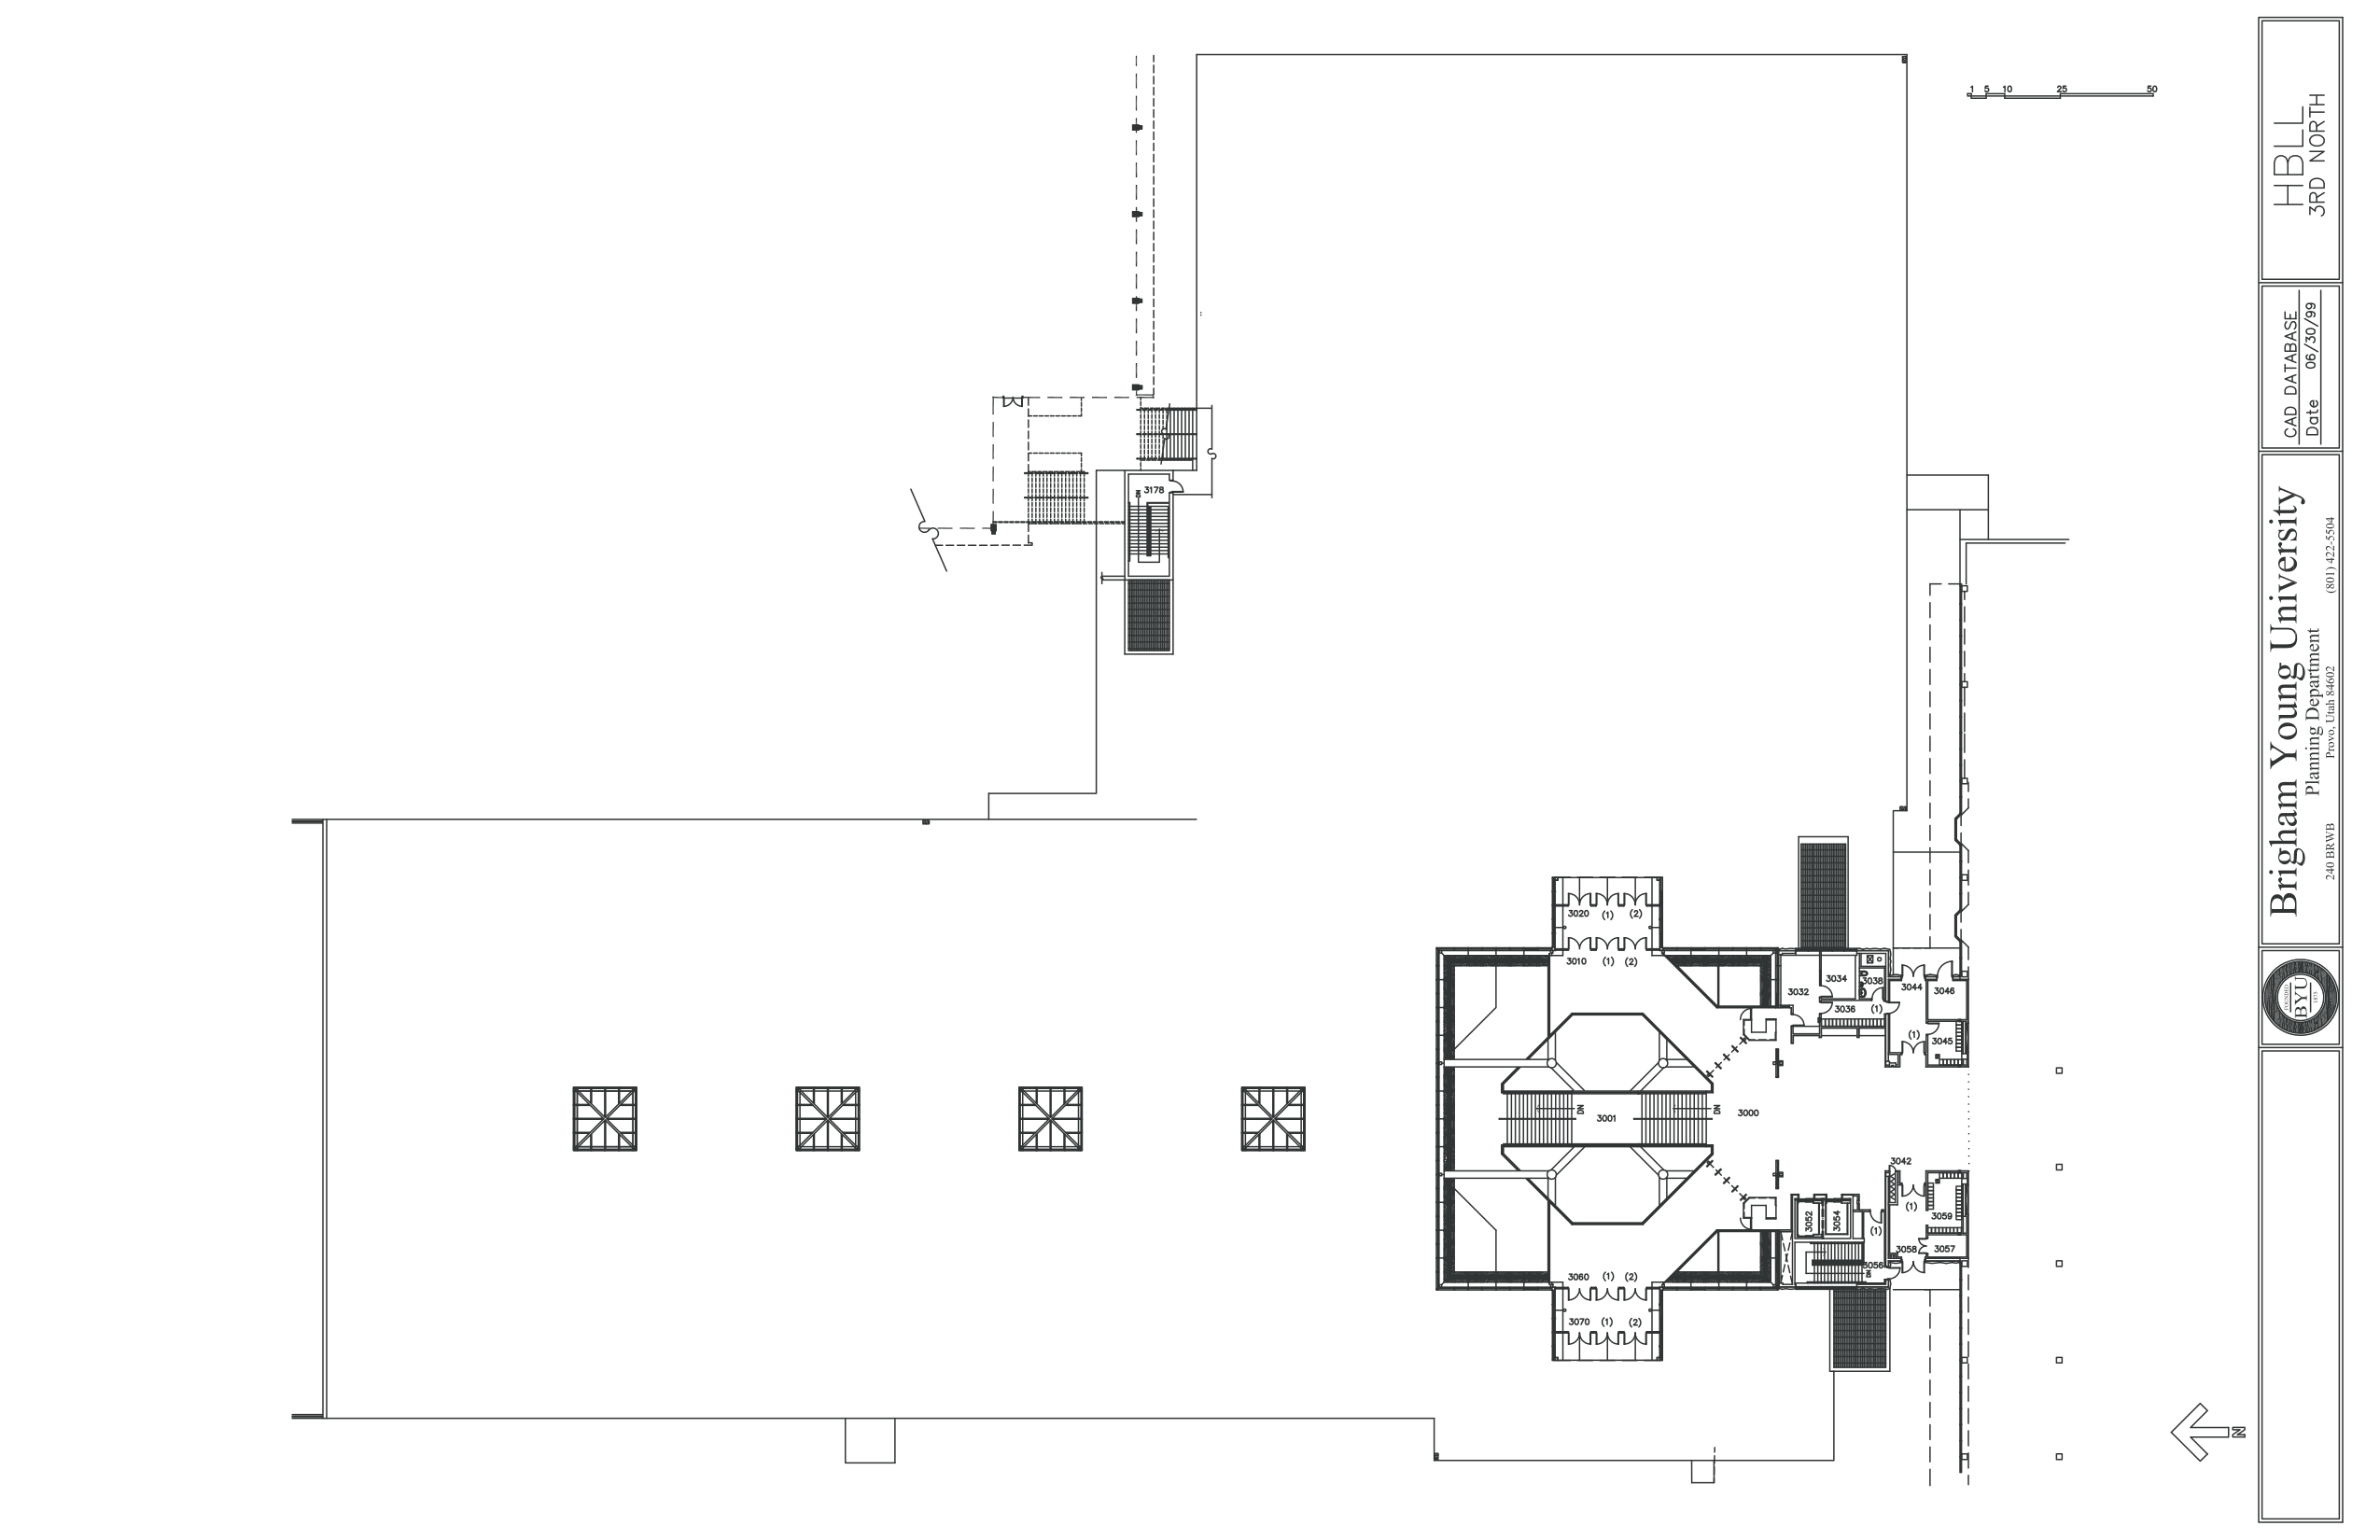 1 5 10 25 50
HBLL
3RD NORTH
CAD DATABASE
Date 06/30/99
Brigham Young University
Planning Department
240 BRWB Provo, Utah 84602 (801) 422-5504
FOUNDED
BYU
1875
3178
DN
3020 (1) (2)
3010 (1) (2)
3034
3038
3032
3036 (1)
3044
3046
(1)
3045
DN
3001
DN
3000
3042
(1)
3059
3052
3054
(1)
3058
3057
3056
DN
3060 (1) (2)
3070 (1) (2)
N